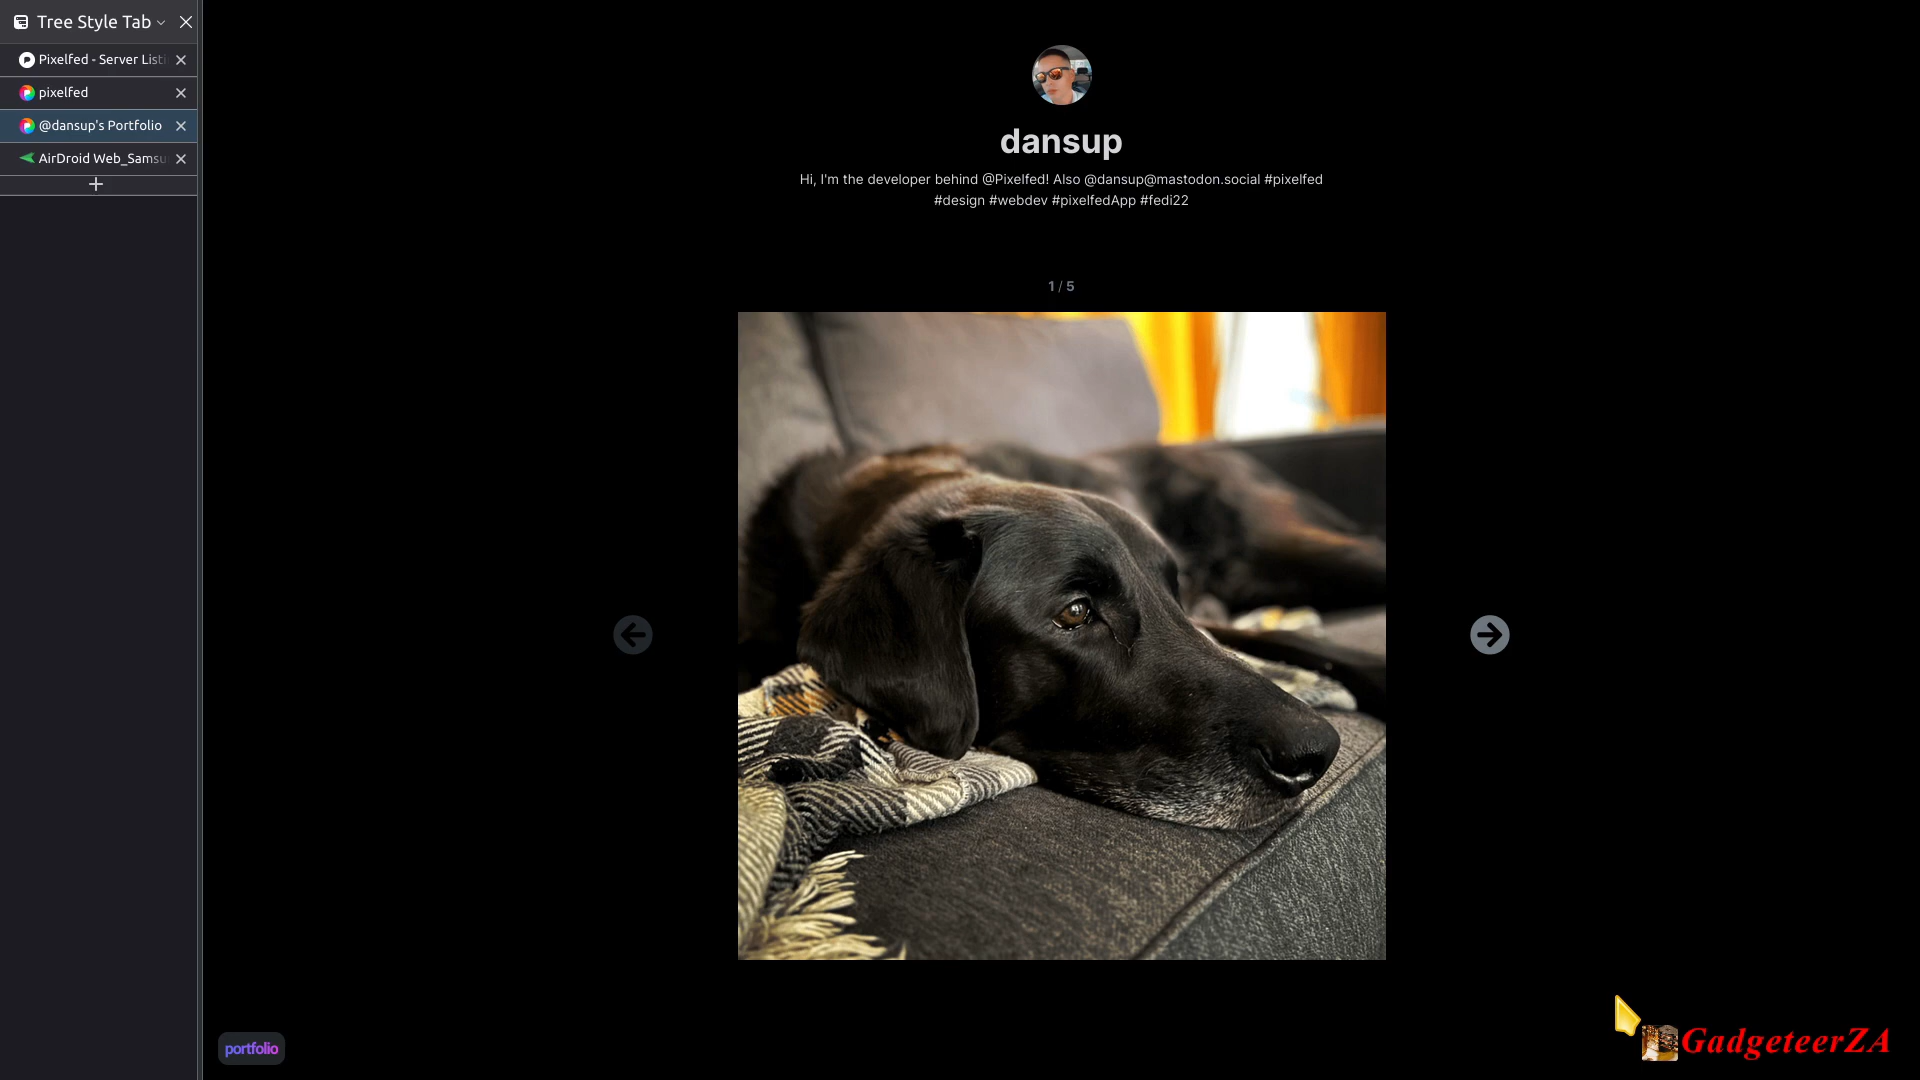 Tree Style Tab
Pixelfed - Server Listi
pixelfed
@dansup's Portfolio
AirDroid Web_Samsu
dansup
Hi, I'm the developer behind @Pixelfed! Also @dansup@mastodon.social #pixelfed
#design #webdev #pixelfedApp #fedi22
1 / 5
portfolio
GadgeteerZA